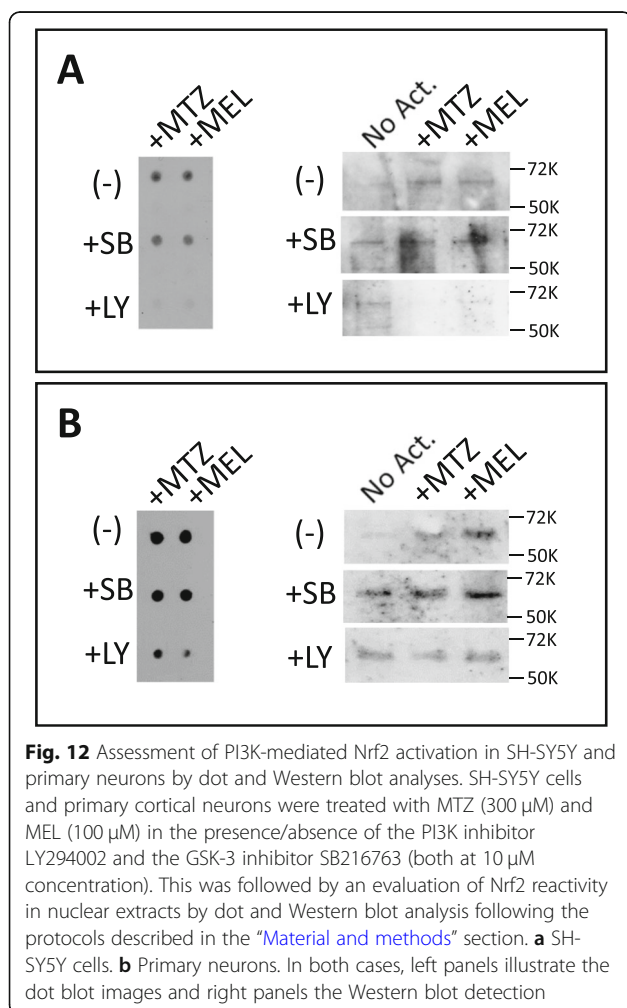 A
+MTZ
+MEL
No Act.
+MTZ
+MEL
(-)
(-)
72K
50K
+SB
+SB
72K
50K
+LY
+LY
72K
50K
B
+MTZ
+MEL
No Act.
+MTZ
+MEL
(-)
(-)
72K
50K
+SB
+SB
72K
50K
+LY
+LY
72K
50K
Fig. 12 Assessment of PI3K-mediated Nrf2 activation in SH-SY5Y and
primary neurons by dot and Western blot analyses. SH-SY5Y cells
and primary cortical neurons were treated with MTZ (300 μM) and
MEL (100 μM) in the presence/absence of the PI3K inhibitor
LY294002 and the GSK-3 inhibitor SB216763 (both at 10 μM
concentration). This was followed by an evaluation of Nrf2 reactivity
in nuclear extracts by dot and Western blot analysis following the
protocols described in the “Material and methods” section. a SH-
SY5Y cells. b Primary neurons. In both cases, left panels illustrate the
dot blot images and right panels the Western blot detection